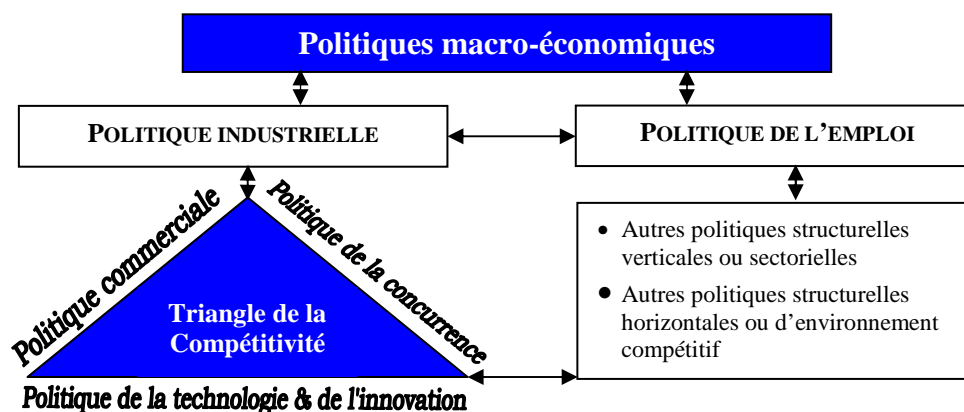 Politiques macro-économiques
POLITIQUE INDUSTRIELLE
POLITIQUE DE L’EMPLOI
Politique commerciale
Politique de la concurrence
Triangle de la
Compétitivité
Politique de la technologie & de l'innovation
• Autres politiques structurelles
verticales ou sectorielles
• Autres politiques structurelles
horizontales ou d’environnement
compétitif